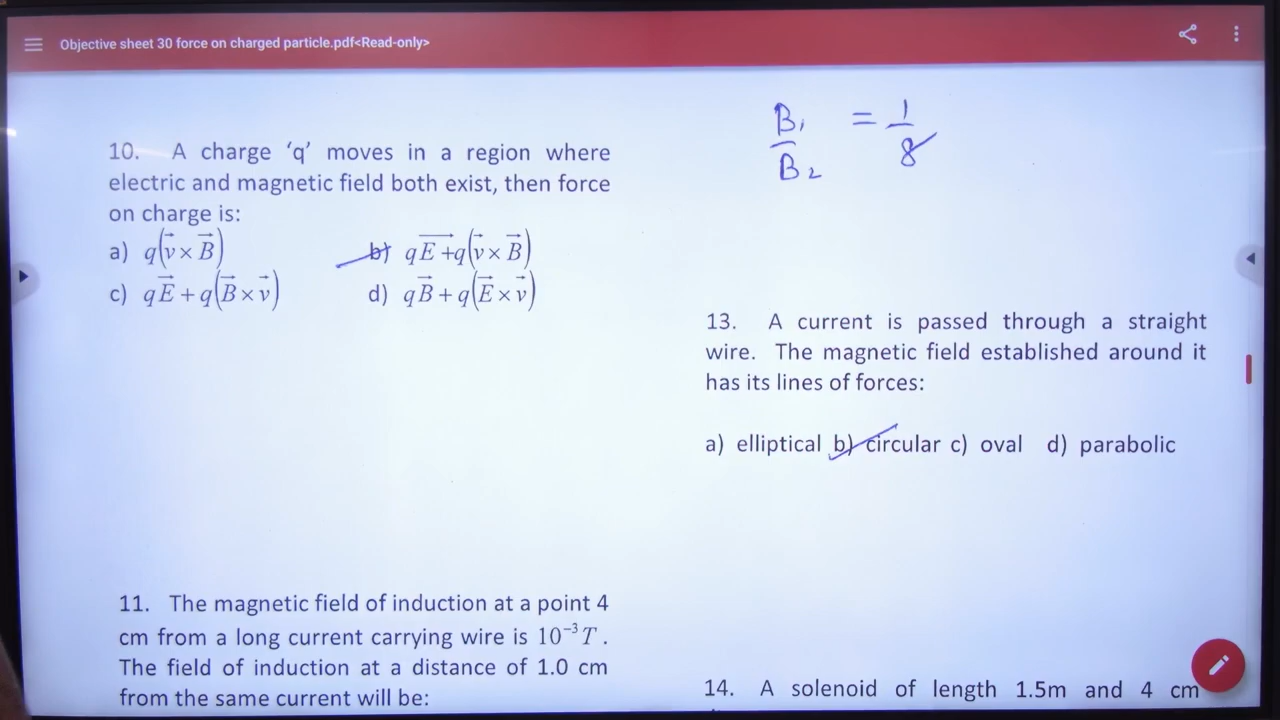 Objective sheet 30 force on charged particle.pdf<Read-only>
10. A charge ‘q’ moves in a region where
electric and magnetic field both exist, then force
on charge is:
a) q(v⃗ × B⃗) b) qE⃗ + q(v⃗ × B⃗)
c) qE⃗ + q(B⃗ × v⃗) d) qB⃗ + q(E⃗ × v⃗)
11. The magnetic field of induction at a point 4
cm from a long current carrying wire is 10⁻³ T.
The field of induction at a distance of 1.0 cm
from the same current will be:
B₁/B₂ = 1/8
13. A current is passed through a straight
wire. The magnetic field established around it
has its lines of forces:
a) elliptical b) circular c) oval d) parabolic
14. A solenoid of length 1.5m and 4 cm